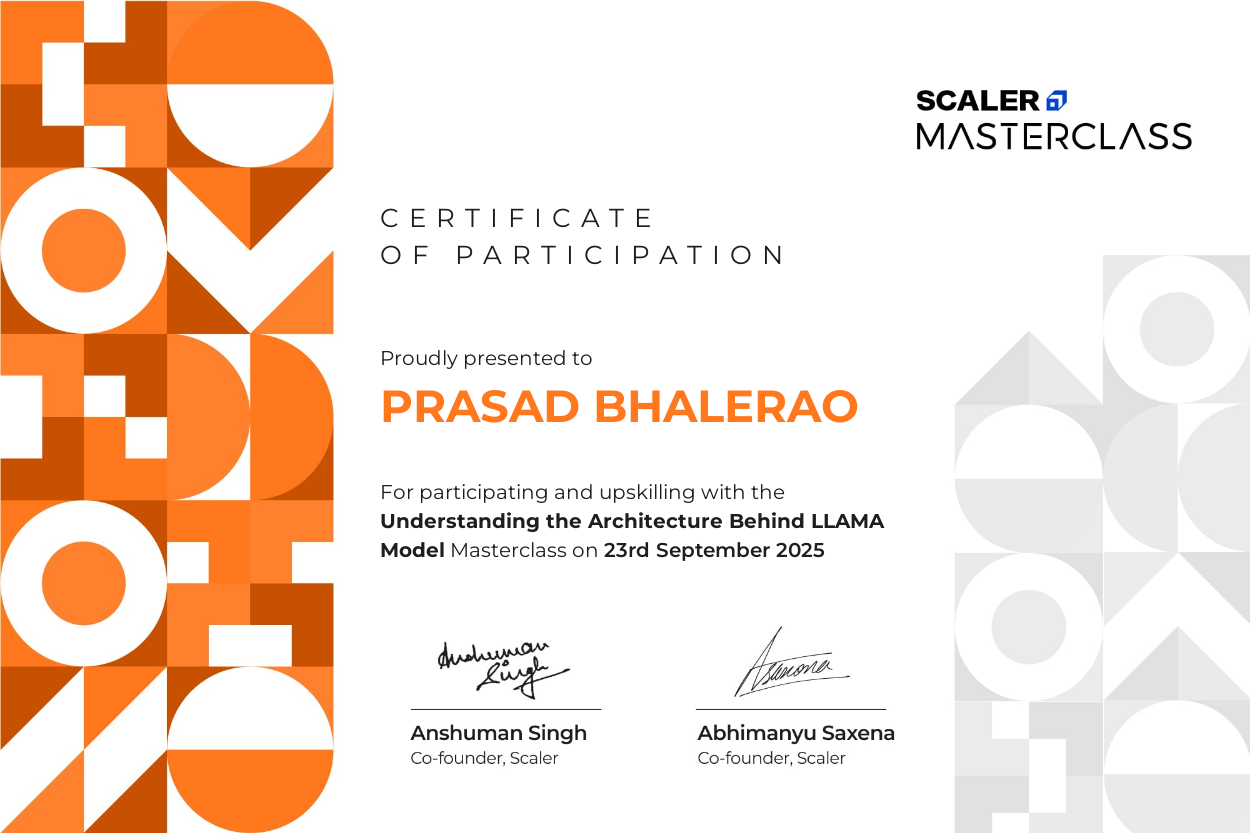 SCALER
MASTERCLASS
CERTIFICATE
OF PARTICIPATION
Proudly presented to
PRASAD BHALERAO
For participating and upskilling with the
Understanding the Architecture Behind LLAMA
Model Masterclass on 23rd September 2025
Anshuman Singh
Asaxena
Anshuman Singh
Abhimanyu Saxena
Co-founder, Scaler
Co-founder, Scaler